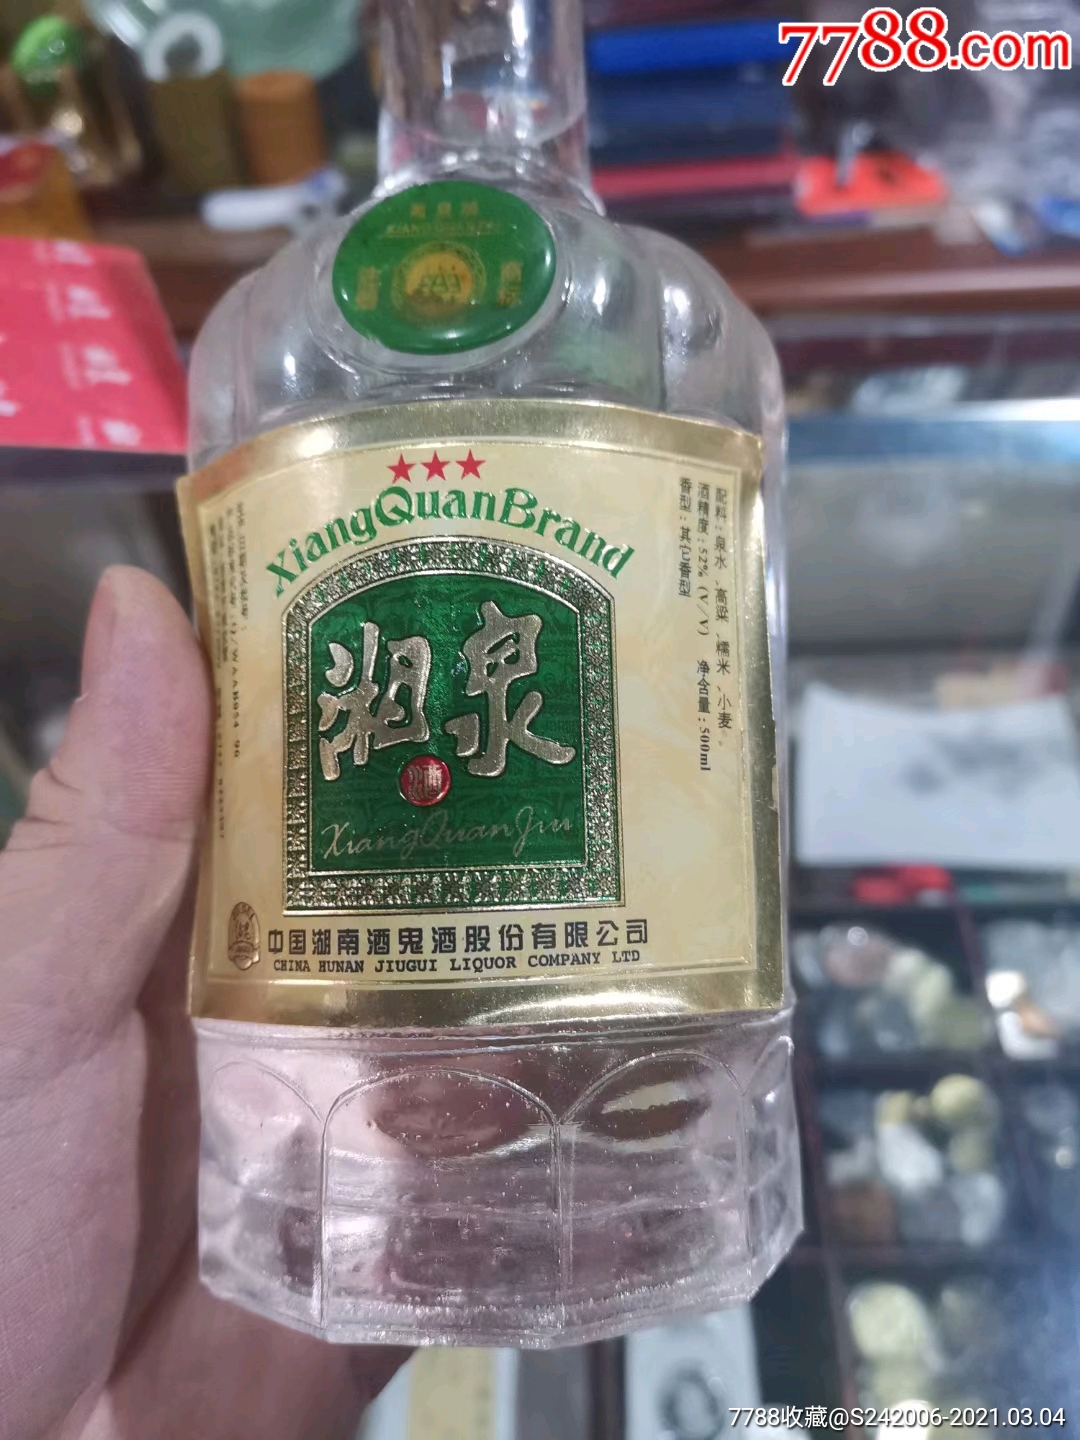 7788.com
XiangQuanBrand
湘泉
酒
XiangQuanJiu
中国湖南酒鬼酒股份有限公司
CHINA HUNAN JIUGUI LIQUOR COMPANY LTD
配料:泉水、高粱、糯米、小麦。
酒精度:52%(V/V) 净含量:500ml
香型:其它香型
7788收藏@S242006-2021.03.04